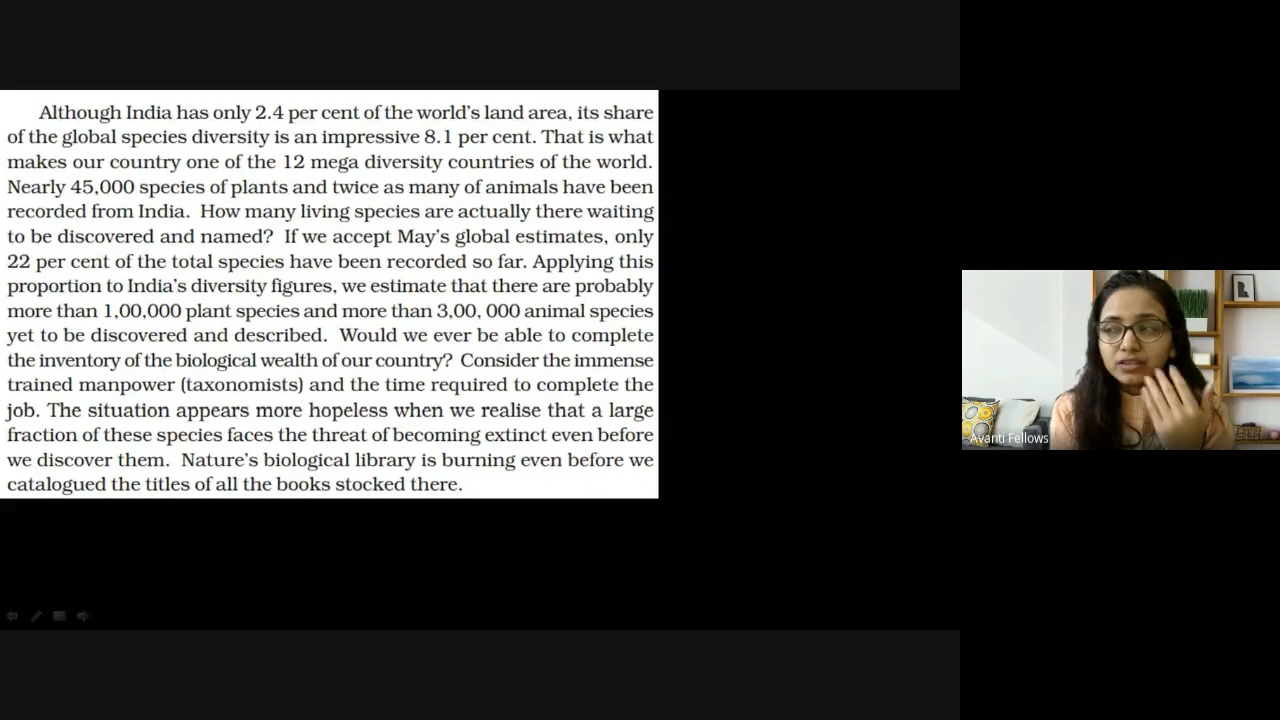 Although India has only 2.4 per cent of the world's land area, its share
of the global species diversity is an impressive 8.1 per cent. That is what
makes our country one of the 12 mega diversity countries of the world.
Nearly 45,000 species of plants and twice as many of animals have been
recorded from India. How many living species are actually there waiting
to be discovered and named? If we accept May's global estimates, only
22 per cent of the total species have been recorded so far. Applying this
proportion to India's diversity figures, we estimate that there are probably
more than 1,00,000 plant species and more than 3,00, 000 animal species
yet to be discovered and described. Would we ever be able to complete
the inventory of the biological wealth of our country? Consider the immense
trained manpower (taxonomists) and the time required to complete the
job. The situation appears more hopeless when we realise that a large
fraction of these species faces the threat of becoming extinct even before
we discover them. Nature's biological library is burning even before we
catalogued the titles of all the books stocked there.
Avanti Fellows